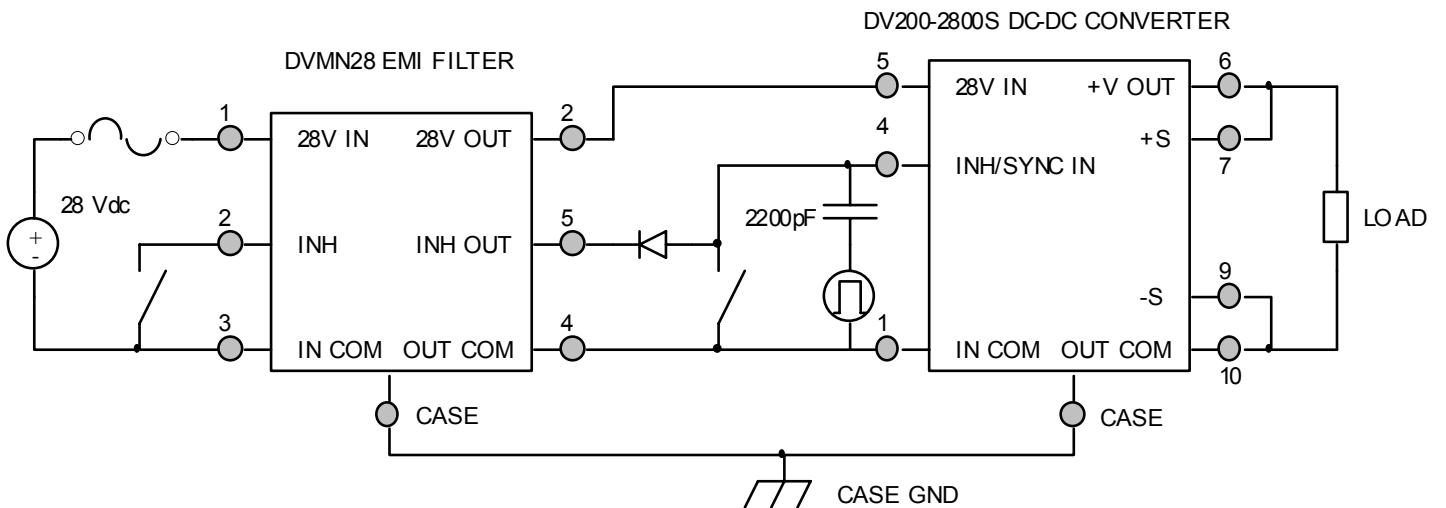 DV200-2800S DC-DC CONVERTER
DVMN28 EMI FILTER
5
6
28V IN
+V OUT
1
2
28V IN
28V OUT
4
+S
7
INH/SYNC IN
28 Vdc
+
-
2
INH
INH OUT
5
2200pF
LOAD
9
-S
3
IN COM
OUT COM
4
1
IN COM
OUT COM
10
CASE
CASE
CASE GND